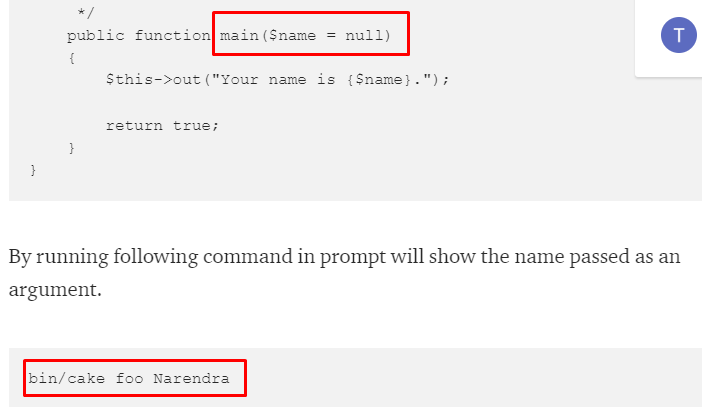 */
public function main($name = null)
{
$this->out("Your name is {$name}.");
return true;
}
}
T
By running following command in prompt will show the name passed as an
argument.
bin/cake foo Narendra